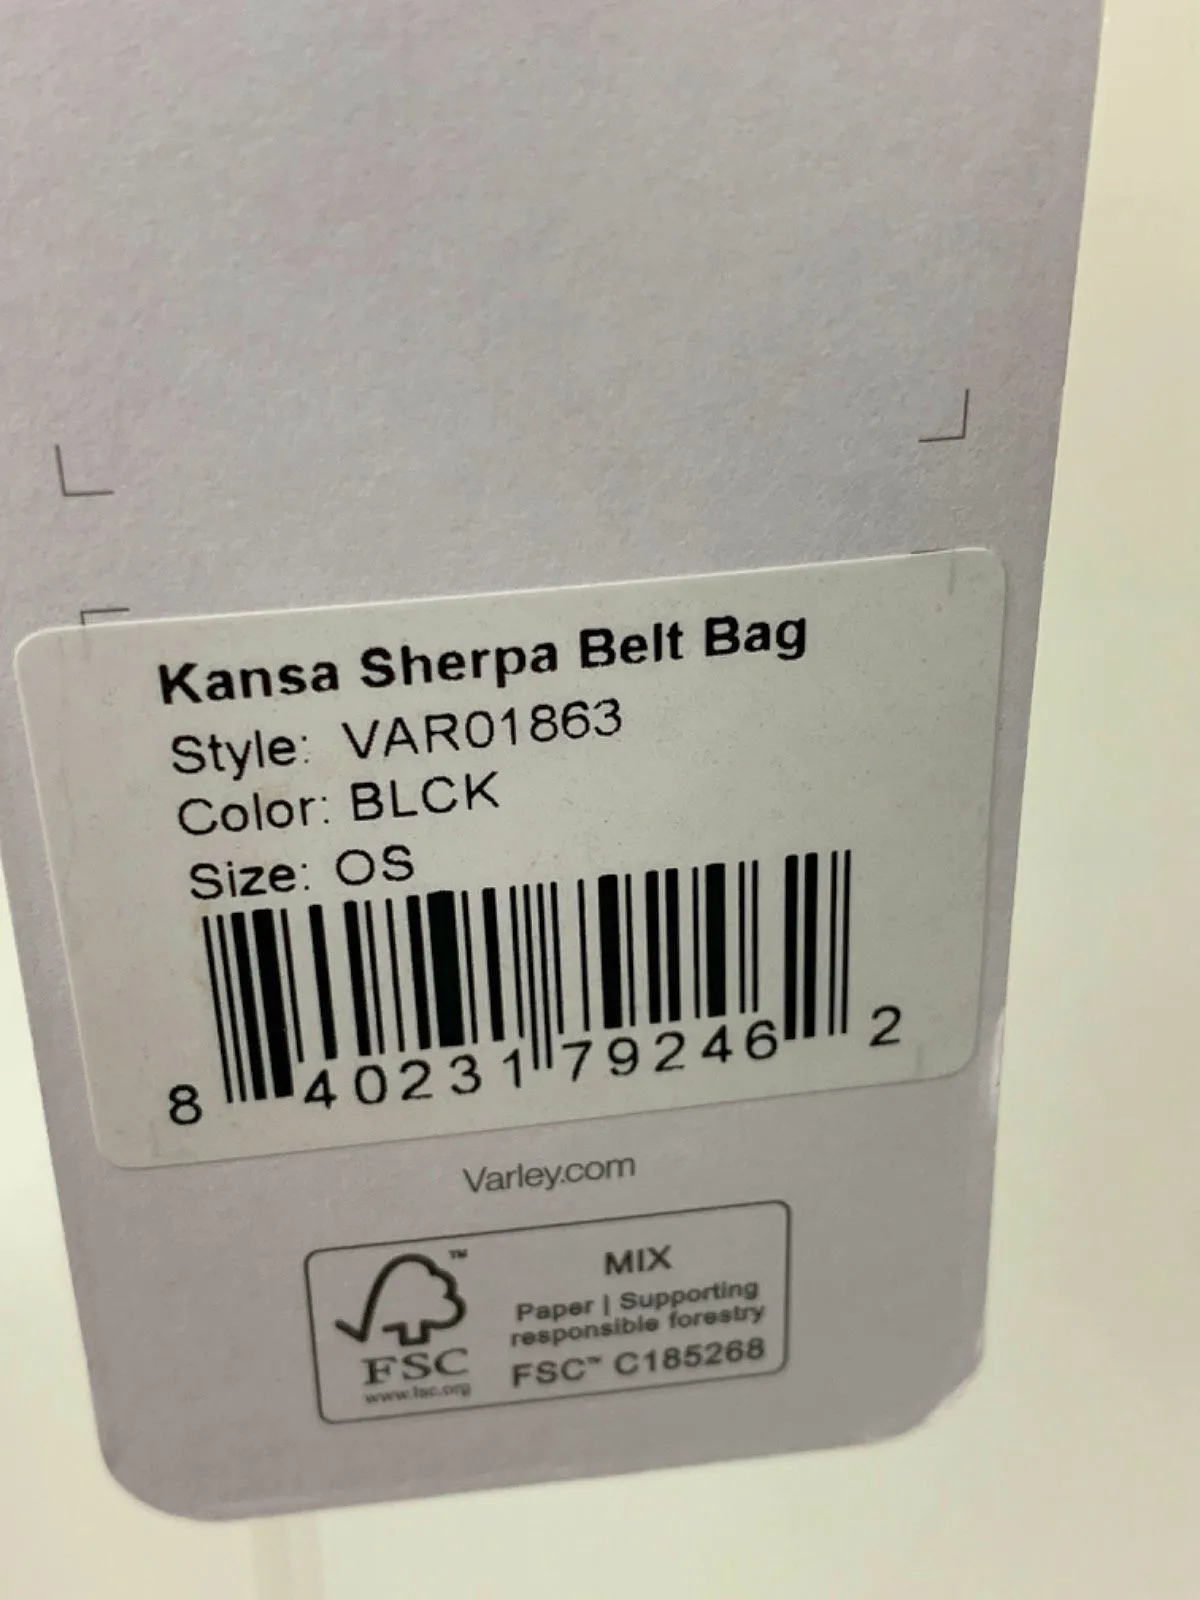 Kansa Sherpa Belt Bag
Style: VAR01863
Color: BLCK
Size: OS
8 40231 79246 2
Varley.com
FSC™
www.fsc.org
MIX
Paper | Supporting
responsible forestry
FSC™ C185268